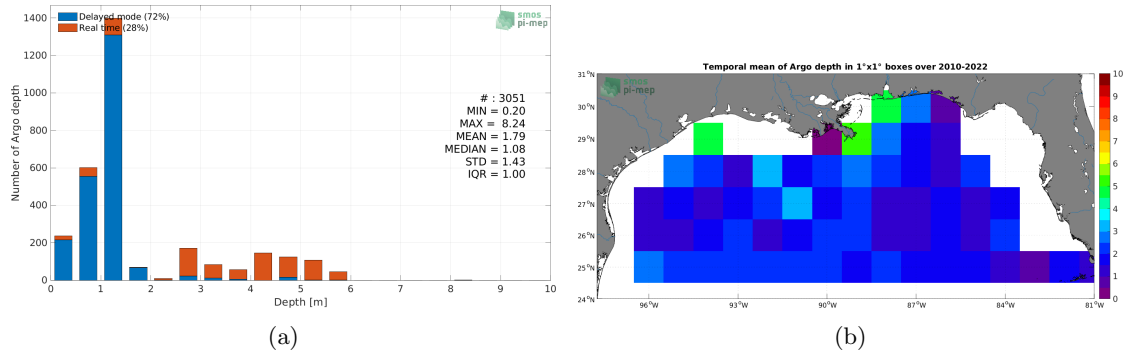 Delayed mode (72%)
Real time (28%)
smos
pi-mep
Number of Argo depth
1400
1200
1000
800
600
400
200
0
# : 3051
MIN = 0.20
MAX = 8.24
MEAN = 1.79
MEDIAN = 1.08
STD = 1.43
IQR = 1.00
0 1 2 3 4 5 6 7 8 9 10
Depth [m]
(a)
Temporal mean of Argo depth in 1°x1° boxes over 2010-2022
smos
pi-mep
31°N
30°N
29°N
28°N
27°N
26°N
25°N
24°N
96°W 93°W 90°W 87°W 84°W 81°W
10
9
8
7
6
5
4
3
2
1
0
(b)